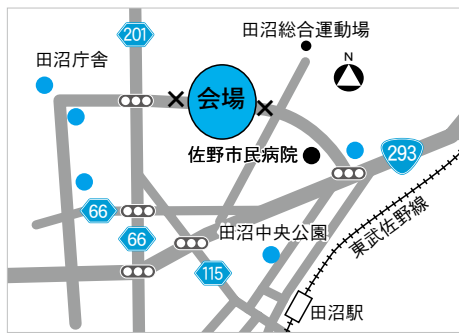 201
田沼総合運動場
田沼庁舎
N
会場
佐野市民病院
293
66
66
田沼中央公園
東武佐野線
115
田沼駅